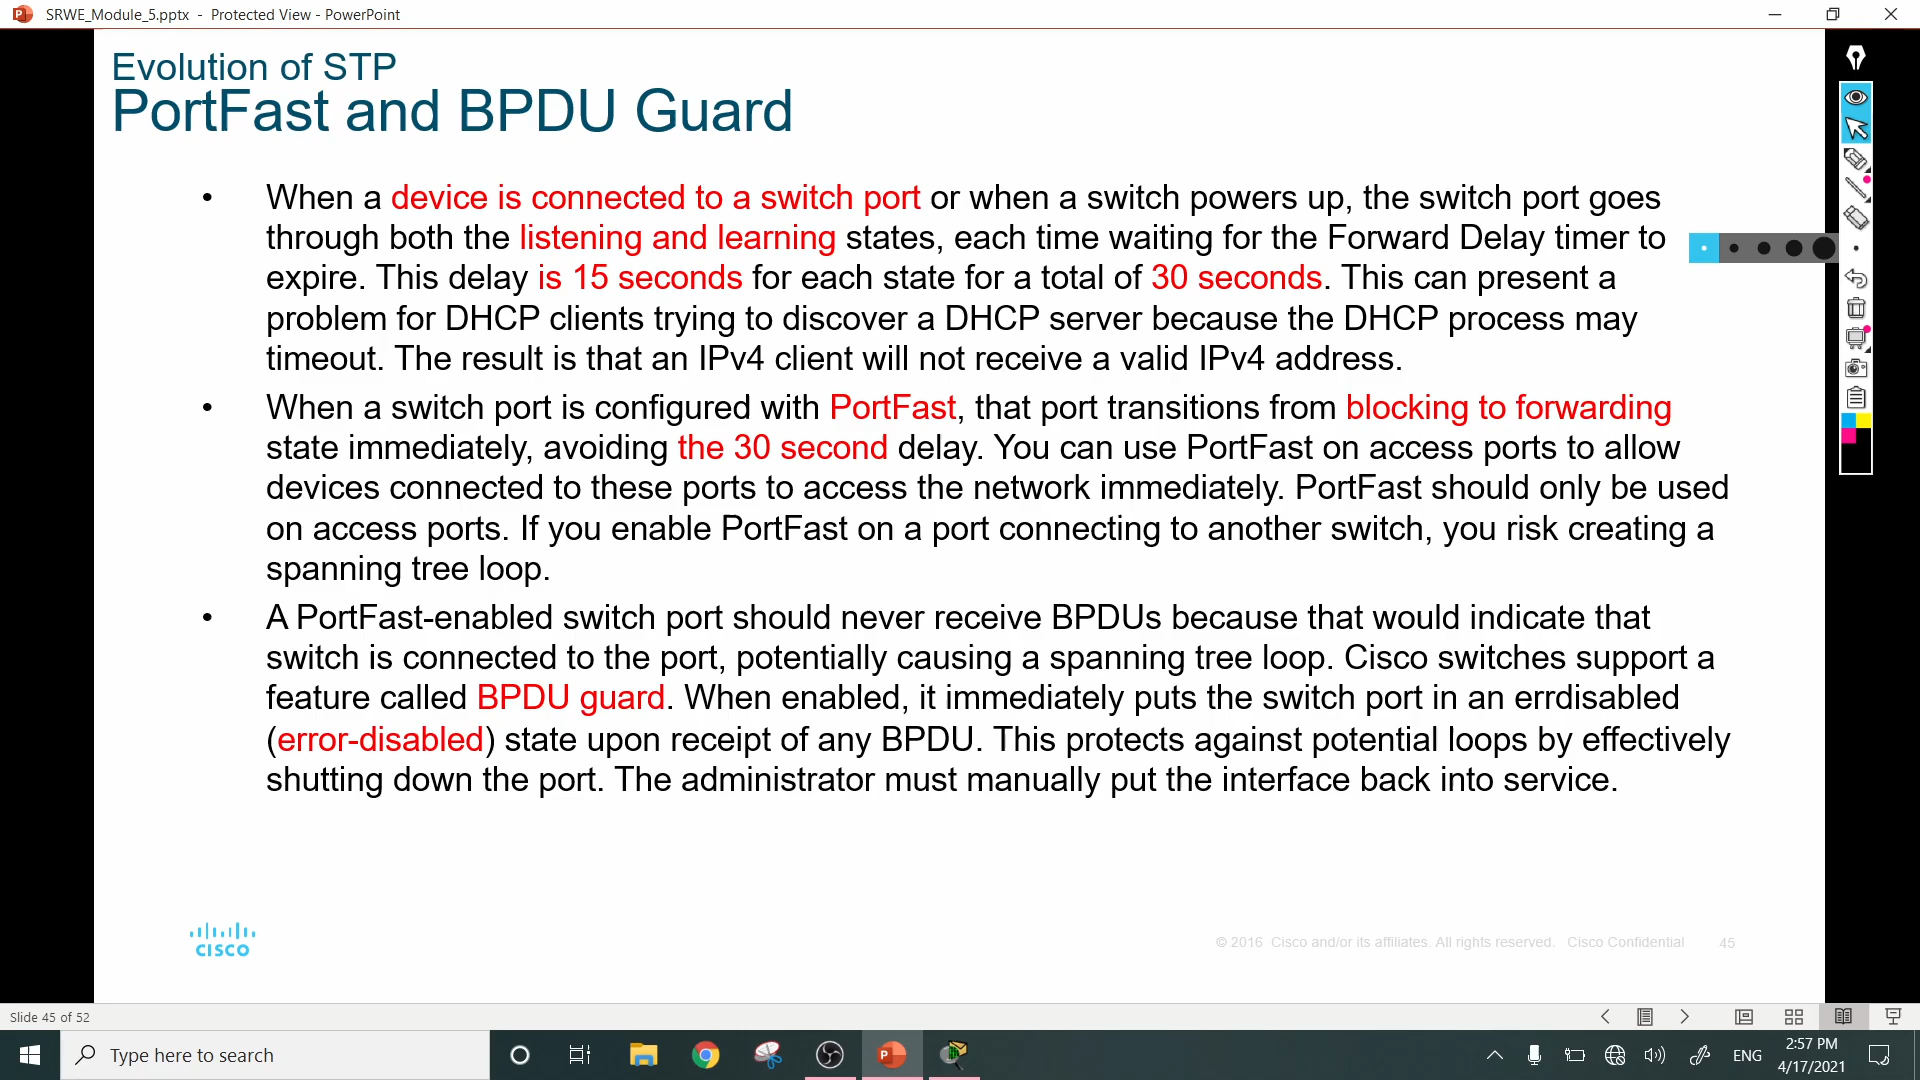 SRWE_Module_5.pptx - Protected View - PowerPoint
Evolution of STP
PortFast and BPDU Guard
• When a device is connected to a switch port or when a switch powers up, the switch port goes
through both the listening and learning states, each time waiting for the Forward Delay timer to
expire. This delay is 15 seconds for each state for a total of 30 seconds. This can present a
problem for DHCP clients trying to discover a DHCP server because the DHCP process may
timeout. The result is that an IPv4 client will not receive a valid IPv4 address.
• When a switch port is configured with PortFast, that port transitions from blocking to forwarding
state immediately, avoiding the 30 second delay. You can use PortFast on access ports to allow
devices connected to these ports to access the network immediately. PortFast should only be used
on access ports. If you enable PortFast on a port connecting to another switch, you risk creating a
spanning tree loop.
• A PortFast-enabled switch port should never receive BPDUs because that would indicate that
switch is connected to the port, potentially causing a spanning tree loop. Cisco switches support a
feature called BPDU guard. When enabled, it immediately puts the switch port in an errdisabled
(error-disabled) state upon receipt of any BPDU. This protects against potential loops by effectively
shutting down the port. The administrator must manually put the interface back into service.
CISCO
© 2016 Cisco and/or its affiliates. All rights reserved. Cisco Confidential 45
Slide 45 of 52
Type here to search
ENG
2:57 PM
4/17/2021